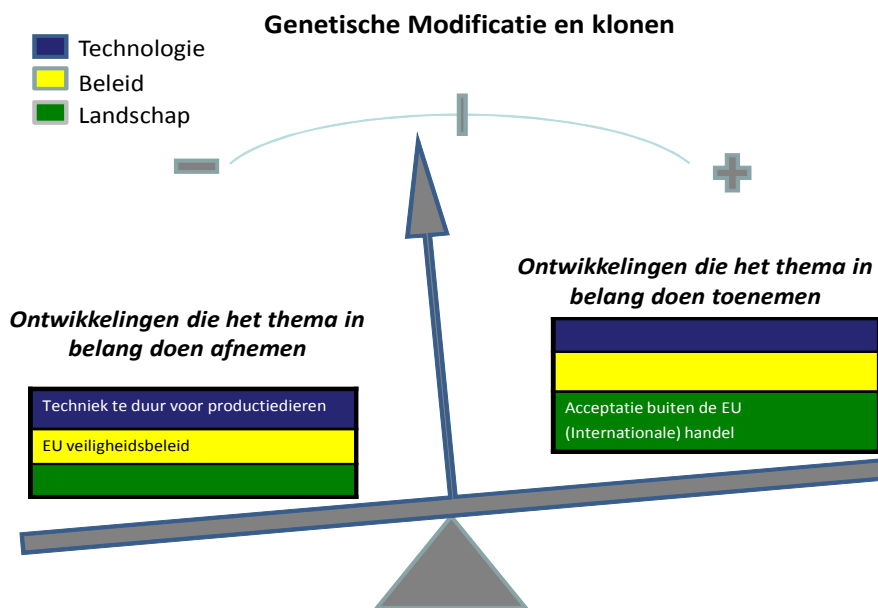 Genetische Modificatie en klonen
Technologie
Beleid
Landschap
Ontwikkelingen die het thema in
belang doen toenemen
Ontwikkelingen die het thema in
belang doen afnemen
Techniek te duur voor productiedieren
EU veiligheidsbeleid
Acceptatie buiten de EU
(Internationale) handel